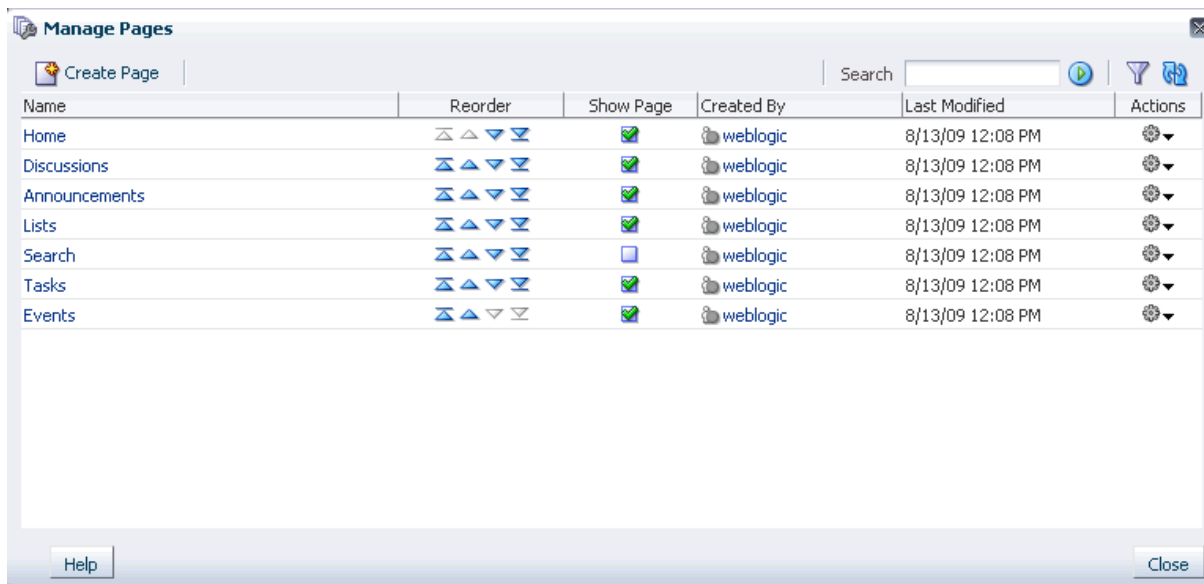 Manage Pages
Create Page Search
Name Reorder Show Page Created By Last Modified Actions
Home weblogic 8/13/09 12:08 PM
Discussions weblogic 8/13/09 12:08 PM
Announcements weblogic 8/13/09 12:08 PM
Lists weblogic 8/13/09 12:08 PM
Search weblogic 8/13/09 12:08 PM
Tasks weblogic 8/13/09 12:08 PM
Events weblogic 8/13/09 12:08 PM
Help Close